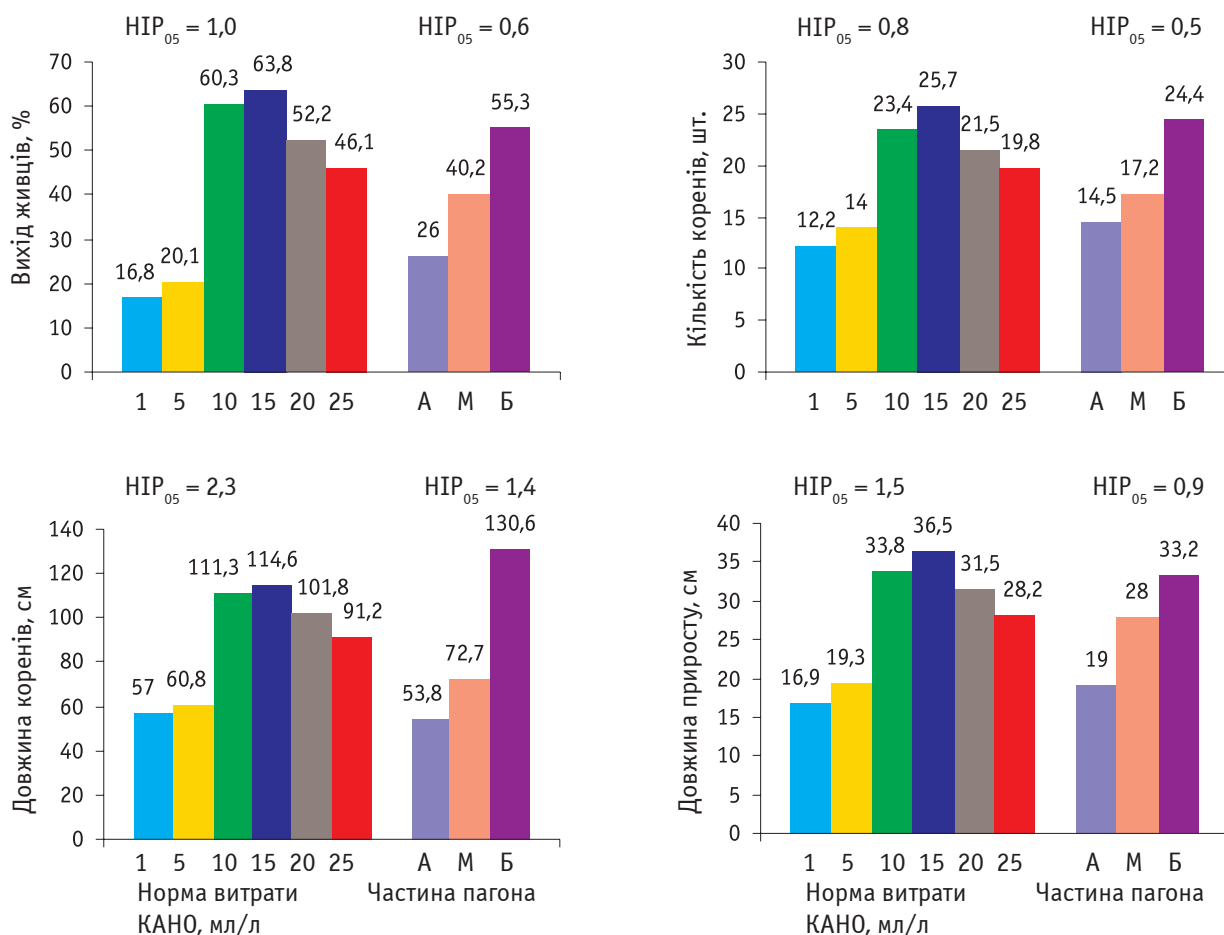 НІР₀₅ = 1,0
НІР₀₅ = 0,6
Вихід живців, %
70
60
50
40
30
20
10
0
16,8
20,1
60,3
63,8
52,2
46,1
26
40,2
55,3
1 5 10 15 20 25
А М Б
НІР₀₅ = 0,8
НІР₀₅ = 0,5
Кількість коренів, шт.
30
25
20
15
10
5
0
12,2
14
23,4
25,7
21,5
19,8
14,5
17,2
24,4
1 5 10 15 20 25
А М Б
НІР₀₅ = 2,3
НІР₀₅ = 1,4
Довжина коренів, см
140
120
100
80
60
40
20
0
57
60,8
111,3
114,6
101,8
91,2
53,8
72,7
130,6
1 5 10 15 20 25
А М Б
Норма витрати
КАНО, мл/л
Частина пагона
НІР₀₅ = 1,5
НІР₀₅ = 0,9
Довжина приросту, см
40
35
30
25
20
15
10
5
0
16,9
19,3
33,8
36,5
31,5
28,2
19
28
33,2
1 5 10 15 20 25
А М Б
Норма витрати
КАНО, мл/л
Частина пагона